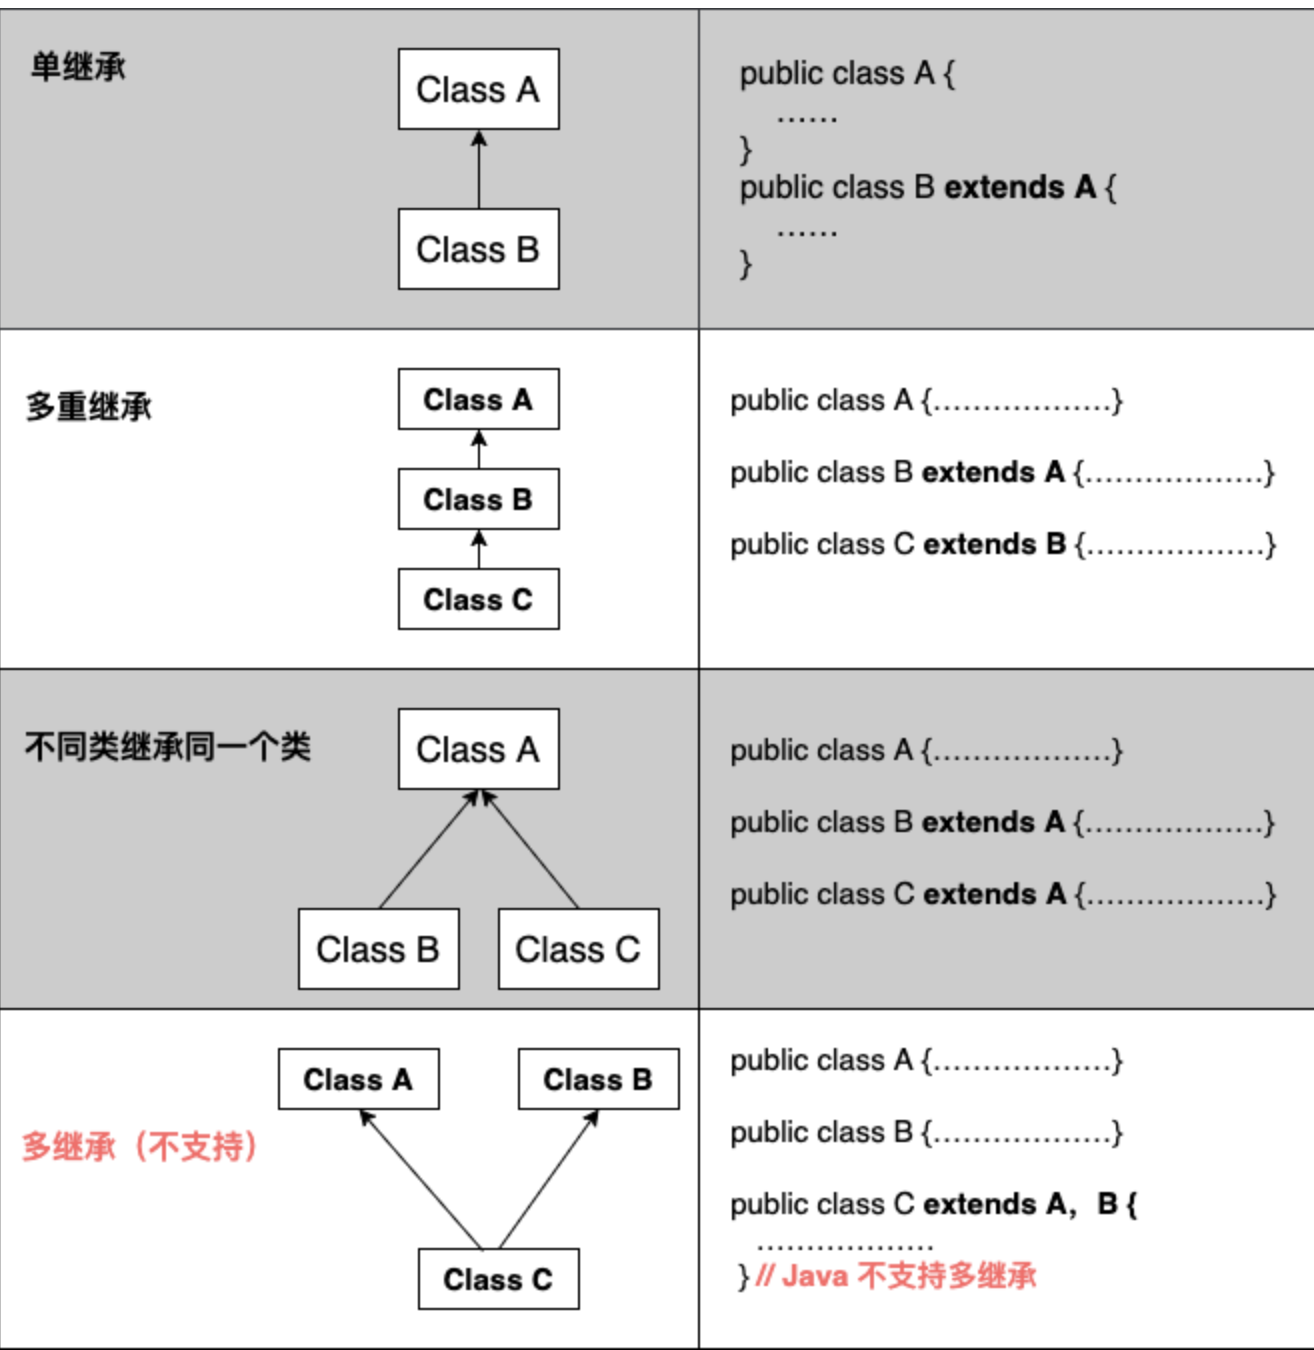 单继承
Class A
Class B
public class A {
......
}
public class B extends A {
......
}
多重继承
Class A
Class B
Class C
public class A {..................}
public class B extends A {..................}
public class C extends B {...................}
不同类继承同一个类
Class A
Class B
Class C
public class A {..................}
public class B extends A {..................}
public class C extends A {..................}
多继承（不支持）
Class A
Class B
Class C
public class A {..................}
public class B {..................}
public class C extends A，B {
..................
} // Java 不支持多继承